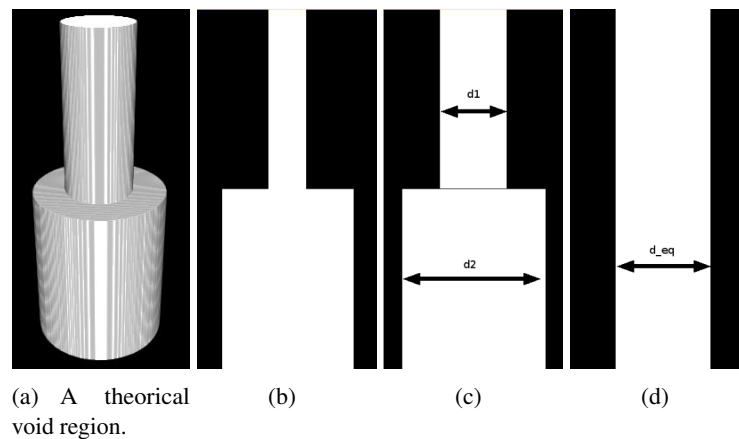 d1
d2
d_eq
(a) A theorical
void region.
(b)
(c)
(d)